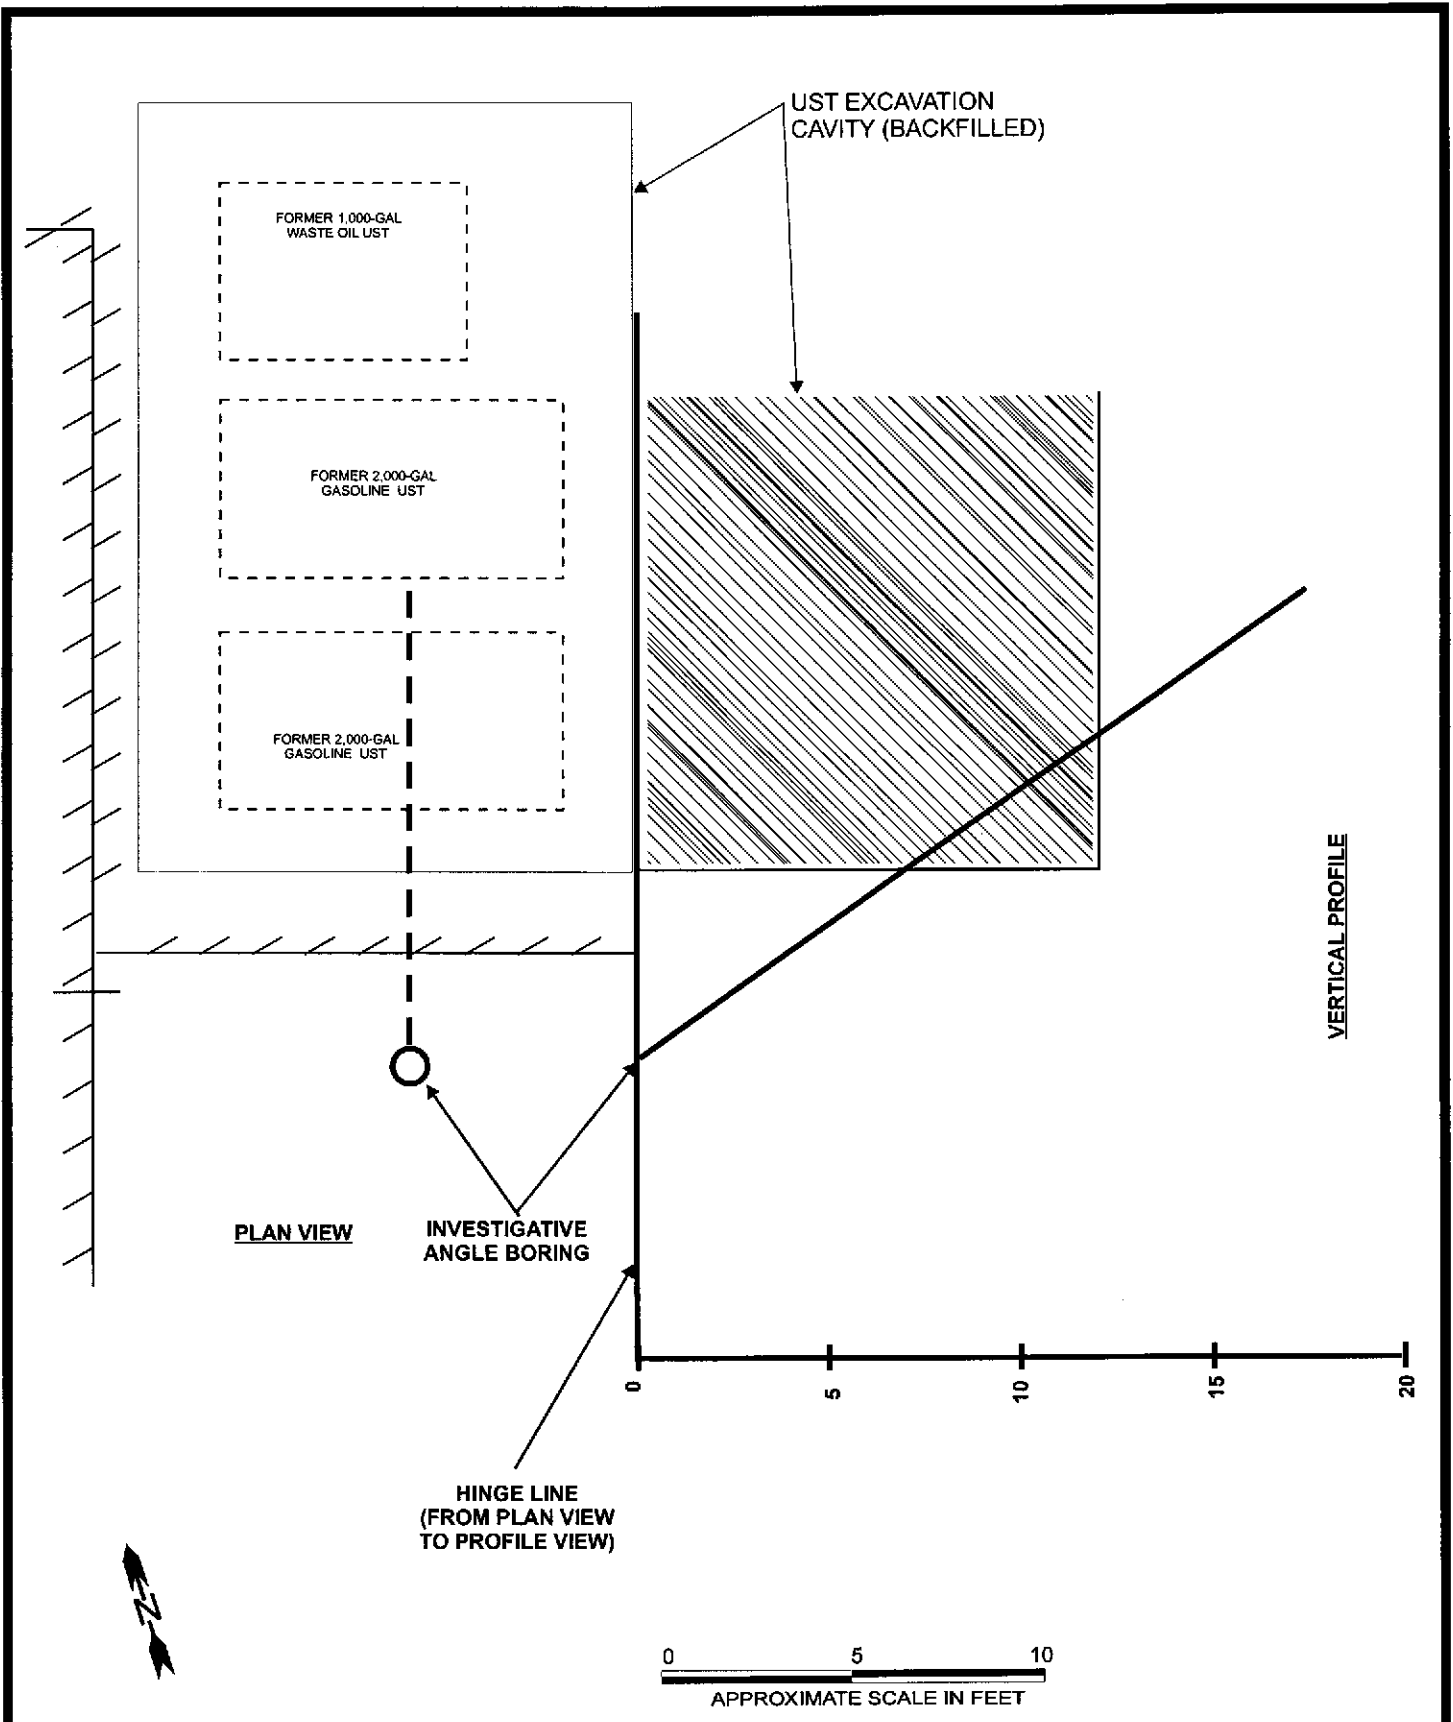 UST EXCAVATION
CAVITY (BACKFILLED)
FORMER 1,000-GAL
WASTE OIL UST
FORMER 2,000-GAL
GASOLINE UST
FORMER 2,000-GAL
GASOLINE UST
VERTICAL PROFILE
PLAN VIEW
INVESTIGATIVE
ANGLE BORING
0
5
10
15
20
HINGE LINE
(FROM PLAN VIEW
TO PROFILE VIEW)
N
0 5 10
APPROXIMATE SCALE IN FEET